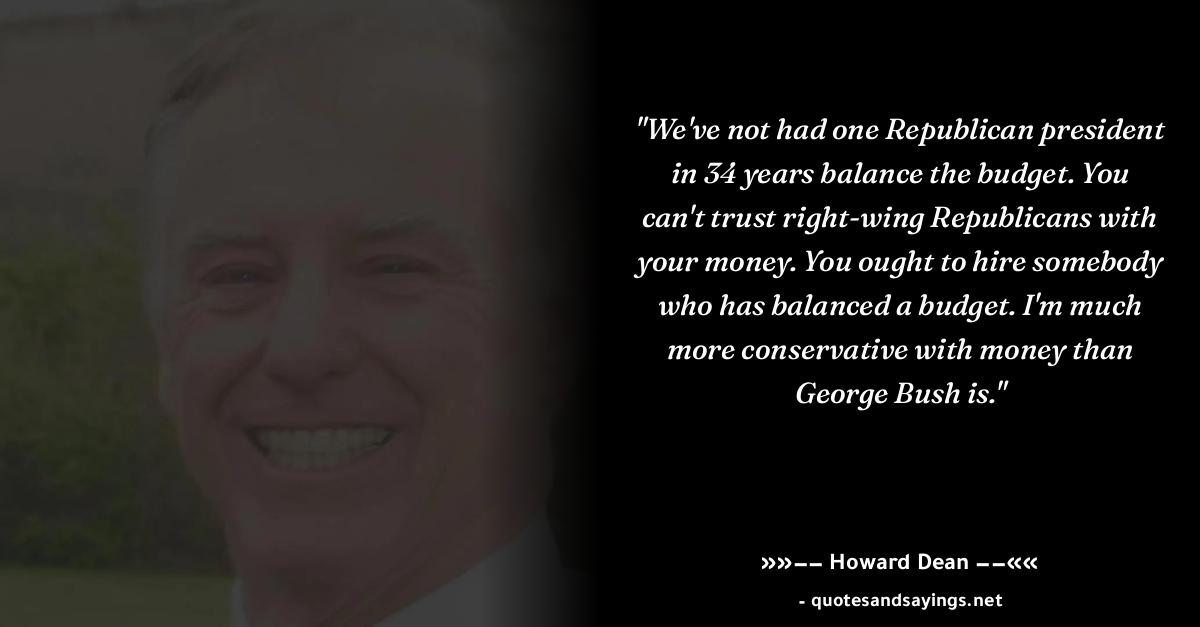 "We've not had one Republican president
in 34 years balance the budget. You
can't trust right-wing Republicans with
your money. You ought to hire somebody
who has balanced a budget. I'm much
more conservative with money than
George Bush is."
»»–– Howard Dean ––««
- quotesandsayings.net